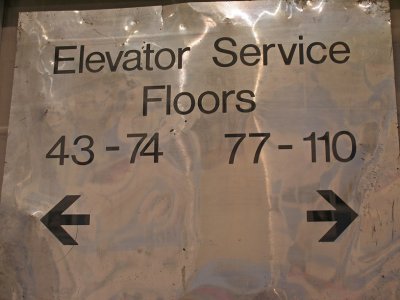 Elevator Service
Floors
43-74 77-110